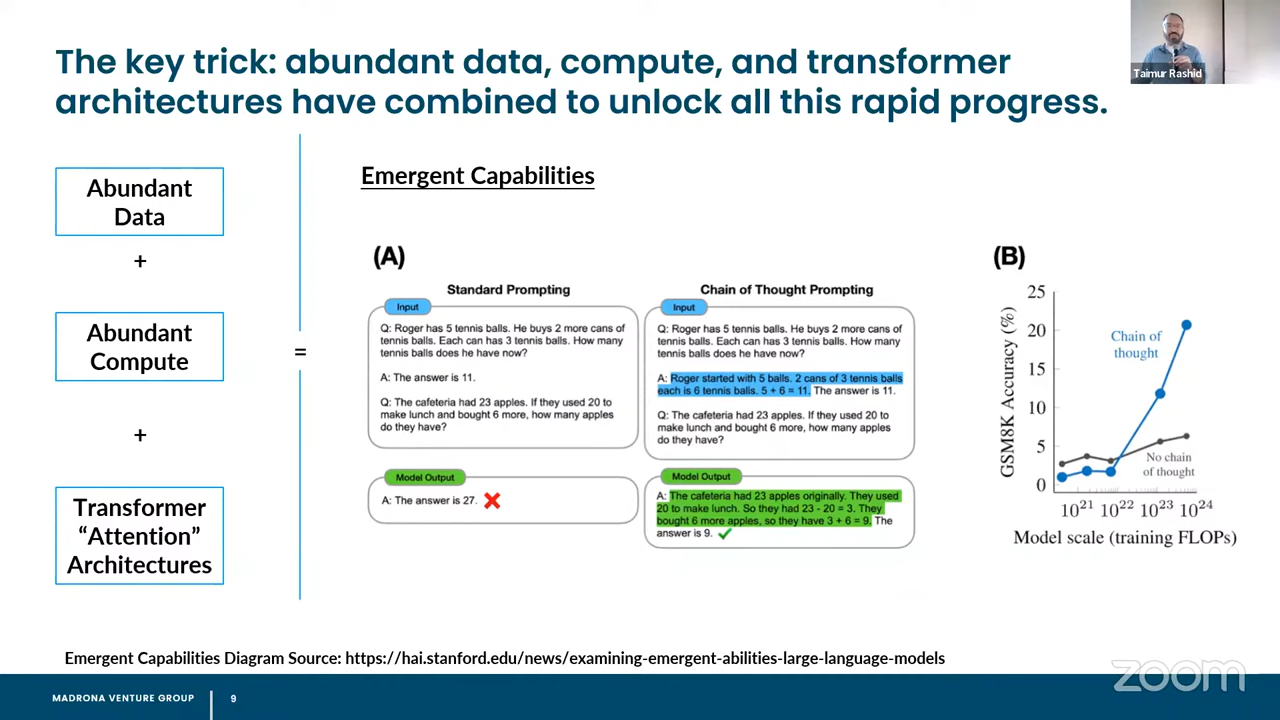 The key trick: abundant data, compute, and transformer
architectures have combined to unlock all this rapid progress.
Taimur Rashid
Abundant
Data
+
Abundant
Compute
+
Transformer
“Attention”
Architectures
=
Emergent Capabilities
(A)
Standard Prompting
Input
Q: Roger has 5 tennis balls. He buys 2 more cans of
tennis balls. Each can has 3 tennis balls. How many
tennis balls does he have now?
A: The answer is 11.
Q: The cafeteria had 23 apples. If they used 20 to
make lunch and bought 6 more, how many apples
do they have?
Model Output
A: The answer is 27.
Chain of Thought Prompting
Input
Q: Roger has 5 tennis balls. He buys 2 more cans of
tennis balls. Each can has 3 tennis balls. How many
tennis balls does he have now?
A: Roger started with 5 balls. 2 cans of 3 tennis balls
each is 6 tennis balls. 5 + 6 = 11. The answer is 11.
Q: The cafeteria had 23 apples. If they used 20 to
make lunch and bought 6 more, how many apples
do they have?
Model Output
A: The cafeteria had 23 apples originally. They used
20 to make lunch. So they had 23 - 20 = 3. They
bought 6 more apples, so they have 3 + 6 = 9. The
answer is 9.
(B)
GSM8K Accuracy (%)
25
20
15
10
5
0
Chain of
thought
No chain
of thought
10²¹ 10²² 10²³ 10²⁴
Model scale (training FLOPs)
Emergent Capabilities Diagram Source: https://hai.stanford.edu/news/examining-emergent-abilities-large-language-models
MADRONA VENTURE GROUP 9
zoom